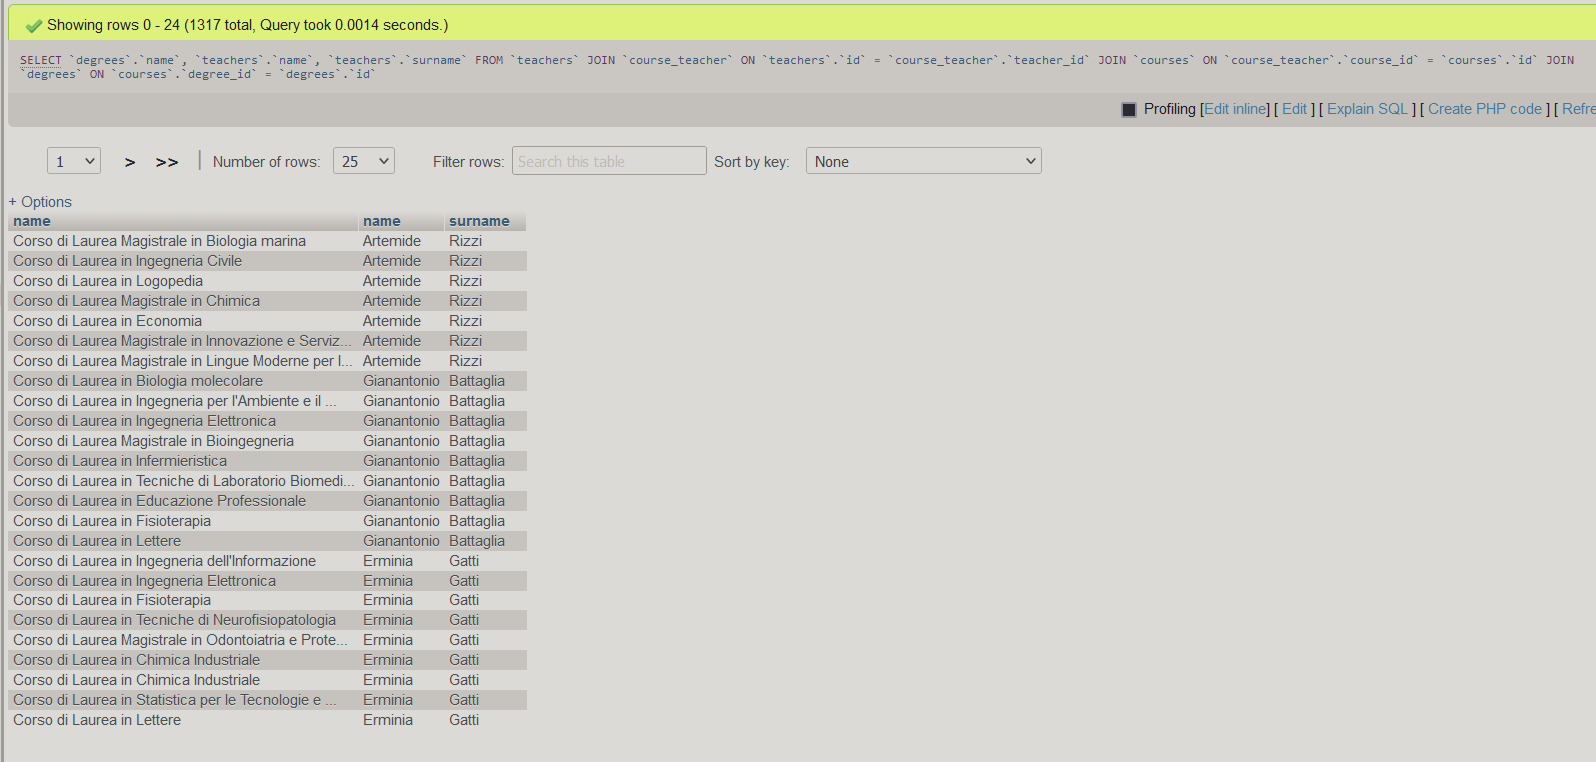 Showing rows 0 - 24 (1317 total, Query took 0.0014 seconds.)
SELECT `degrees`.`name`, `teachers`.`name`, `teachers`.`surname` FROM `teachers` JOIN `course_teacher` ON `teachers`.`id` = `course_teacher`.`teacher_id` JOIN `courses` ON `course_teacher`.`course_id` = `courses`.`id` JOIN
`degrees` ON `courses`.`degree_id` = `degrees`.`id`
Profiling [Edit inline] [ Edit ] [ Explain SQL ] [ Create PHP code ] [ Refre
1 > >> | Number of rows: 25 Filter rows: Search this table Sort by key: None
+ Options
name name surname
Corso di Laurea Magistrale in Biologia marina Artemide Rizzi
Corso di Laurea in Ingegneria Civile Artemide Rizzi
Corso di Laurea in Logopedia Artemide Rizzi
Corso di Laurea Magistrale in Chimica Artemide Rizzi
Corso di Laurea in Economia Artemide Rizzi
Corso di Laurea Magistrale in Innovazione e Serviz... Artemide Rizzi
Corso di Laurea Magistrale in Lingue Moderne per l... Artemide Rizzi
Corso di Laurea in Biologia molecolare Gianantonio Battaglia
Corso di Laurea in Ingegneria per l'Ambiente e il ... Gianantonio Battaglia
Corso di Laurea in Ingegneria Elettronica Gianantonio Battaglia
Corso di Laurea Magistrale in Bioingegneria Gianantonio Battaglia
Corso di Laurea in Infermieristica Gianantonio Battaglia
Corso di Laurea in Tecniche di Laboratorio Biomedi... Gianantonio Battaglia
Corso di Laurea in Educazione Professionale Gianantonio Battaglia
Corso di Laurea in Fisioterapia Gianantonio Battaglia
Corso di Laurea in Lettere Gianantonio Battaglia
Corso di Laurea in Ingegneria dell'Informazione Erminia Gatti
Corso di Laurea in Ingegneria Elettronica Erminia Gatti
Corso di Laurea in Fisioterapia Erminia Gatti
Corso di Laurea in Tecniche di Neurofisiopatologia Erminia Gatti
Corso di Laurea Magistrale in Odontoiatria e Prote... Erminia Gatti
Corso di Laurea in Chimica Industriale Erminia Gatti
Corso di Laurea in Chimica Industriale Erminia Gatti
Corso di Laurea in Statistica per le Tecnologie e ... Erminia Gatti
Corso di Laurea in Lettere Erminia Gatti